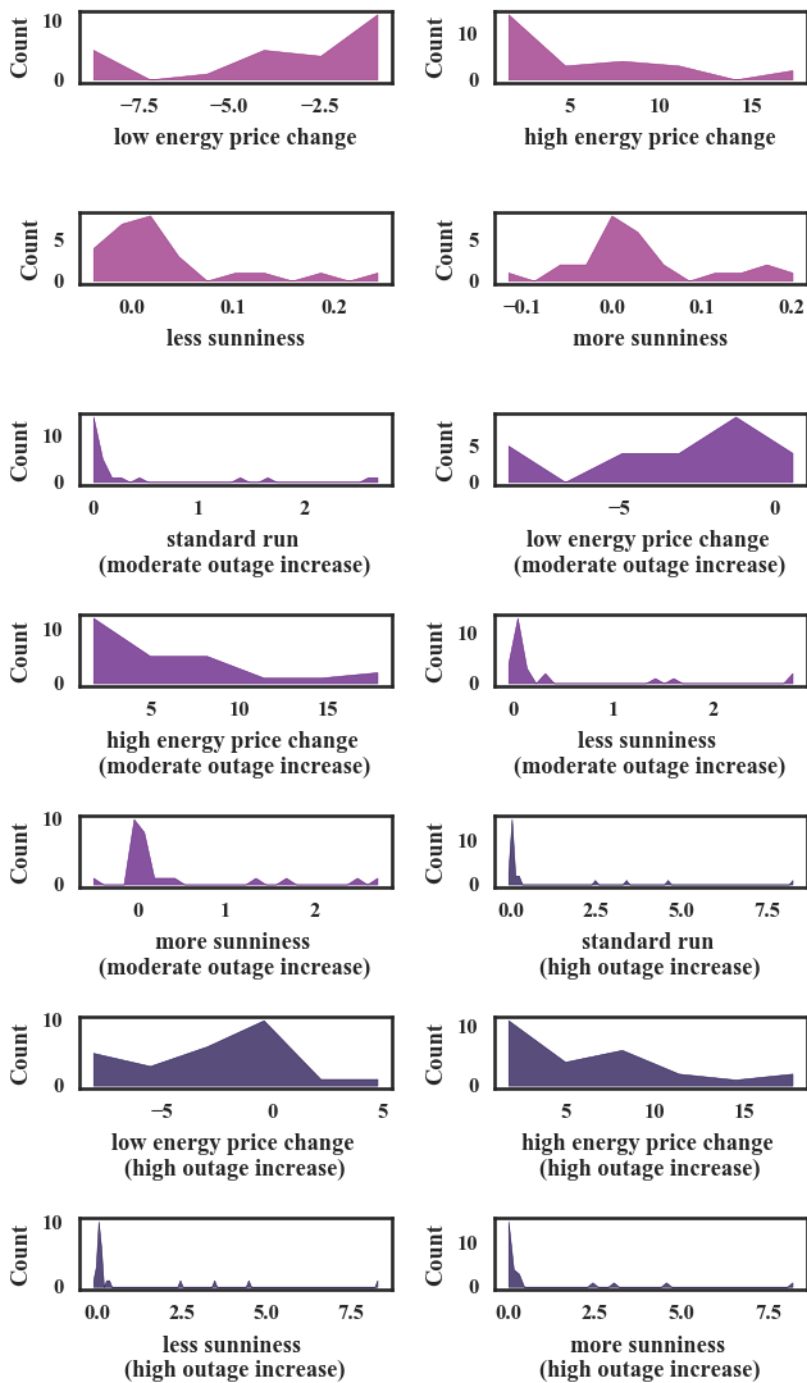 Count
10
0
−7.5
−5.0
−2.5
low energy price change
Count
10
0
5
10
15
high energy price change
Count
5
0
0.0
0.1
0.2
less sunniness
Count
5
0
−0.1
0.0
0.1
0.2
more sunniness
Count
10
0
0
1
2
standard run
(moderate outage increase)
Count
5
0
−5
0
low energy price change
(moderate outage increase)
Count
10
0
5
10
15
high energy price change
(moderate outage increase)
Count
10
0
0
1
2
less sunniness
(moderate outage increase)
Count
10
0
0
1
2
more sunniness
(moderate outage increase)
Count
10
0
0.0
2.5
5.0
7.5
standard run
(high outage increase)
Count
10
0
−5
0
5
low energy price change
(high outage increase)
Count
10
0
5
10
15
high energy price change
(high outage increase)
Count
10
0
0.0
2.5
5.0
7.5
less sunniness
(high outage increase)
Count
10
0
0.0
2.5
5.0
7.5
more sunniness
(high outage increase)